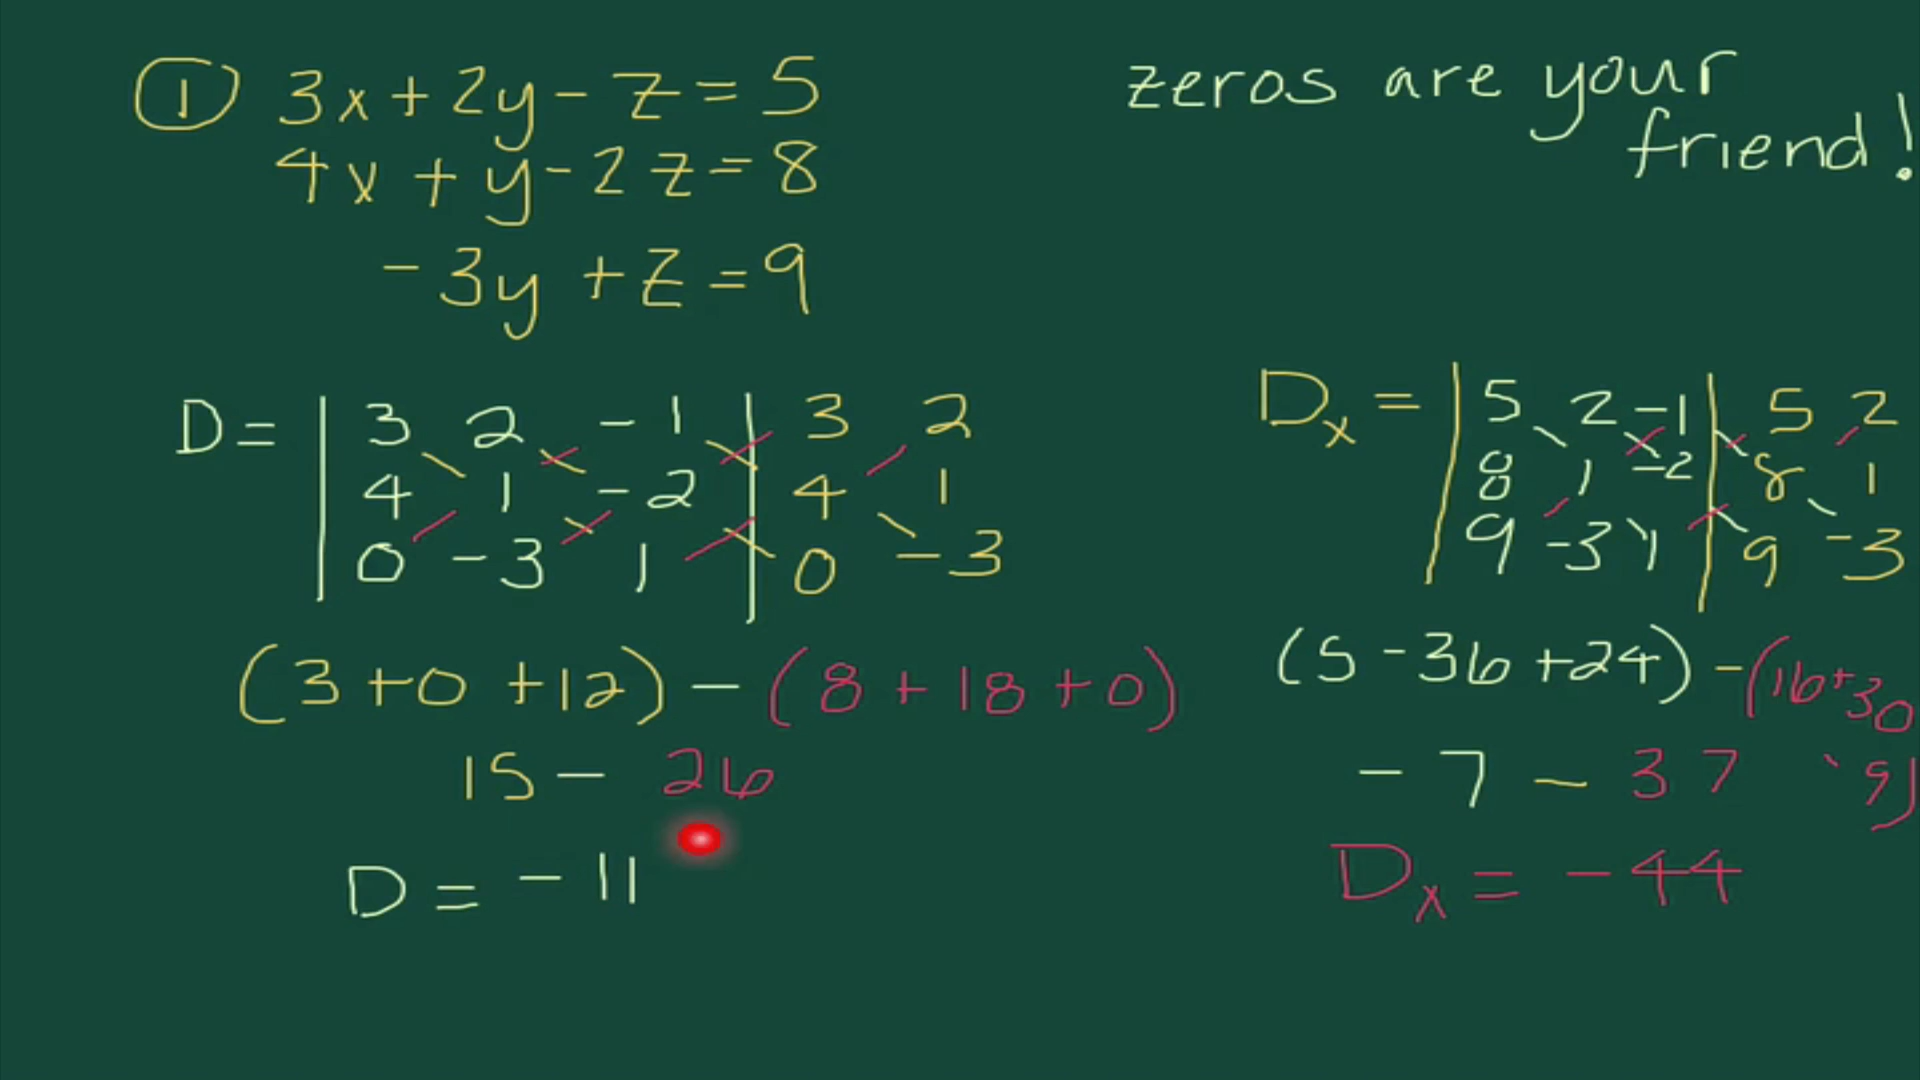 ① 3x + 2y - z = 5
4x + y - 2z = 8
-3y + z = 9
zeros are your
friend!
D = | 3 2 -1 | 3 2
4 1 -2 | 4 1
0 -3 1 | 0 -3
(3 + 0 + 12) - (8 + 18 + 0)
15 - 26
D = -11
Dx = | 5 2 -1 | 5 2
8 1 -2 | 8 1
9 -3 1 | 9 -3
(5 - 36 + 24) - (16 + 30
- 7 - 37 - 9)
Dx = -44